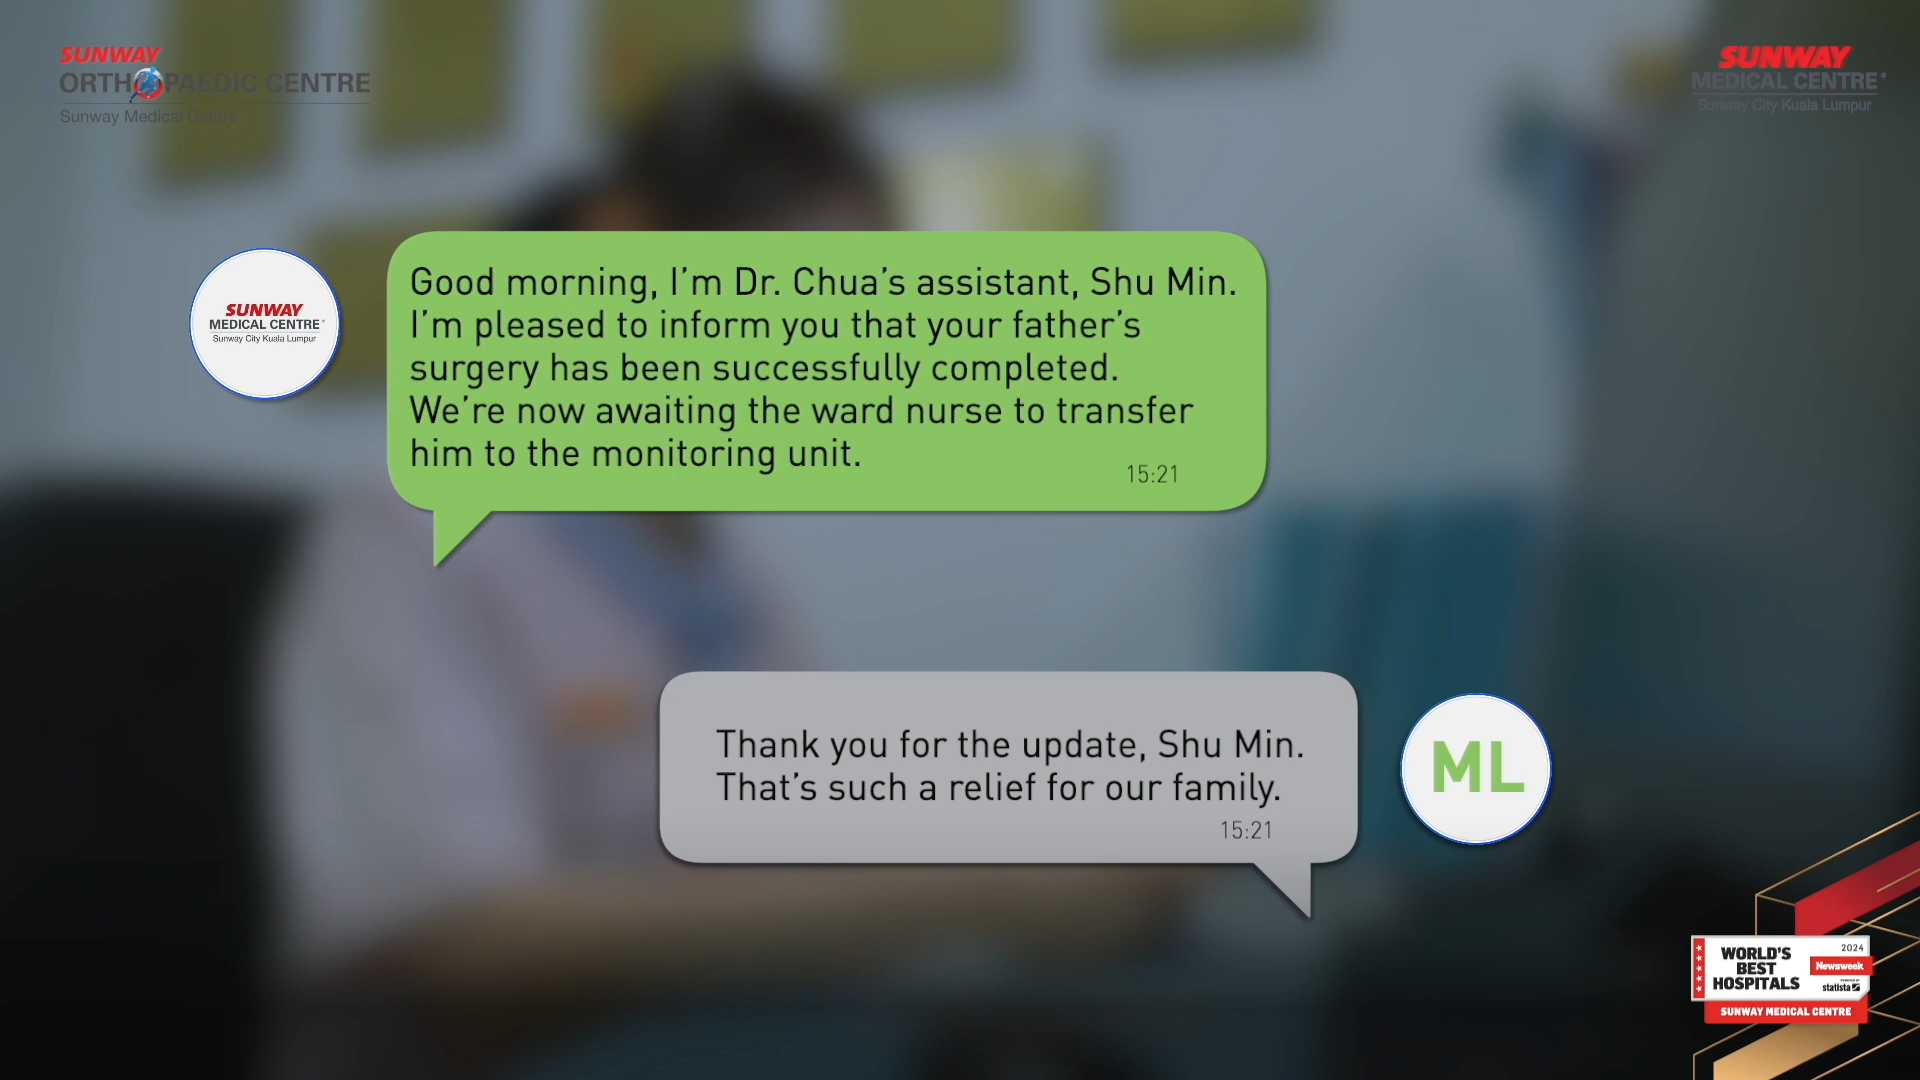 SUNWAY
ORTHOPAEDIC CENTRE
Sunway Medical Centre
SUNWAY
MEDICAL CENTRE®
Sunway City Kuala Lumpur
SUNWAY
MEDICAL CENTRE
Sunway City Kuala Lumpur
Good morning, I'm Dr. Chua's assistant, Shu Min.
I'm pleased to inform you that your father's
surgery has been successfully completed.
We're now awaiting the ward nurse to transfer
him to the monitoring unit.
15:21
Thank you for the update, Shu Min.
That's such a relief for our family.
15:21
ML
WORLD'S
BEST
HOSPITALS
2024
Newsweek
statista
SUNWAY MEDICAL CENTRE